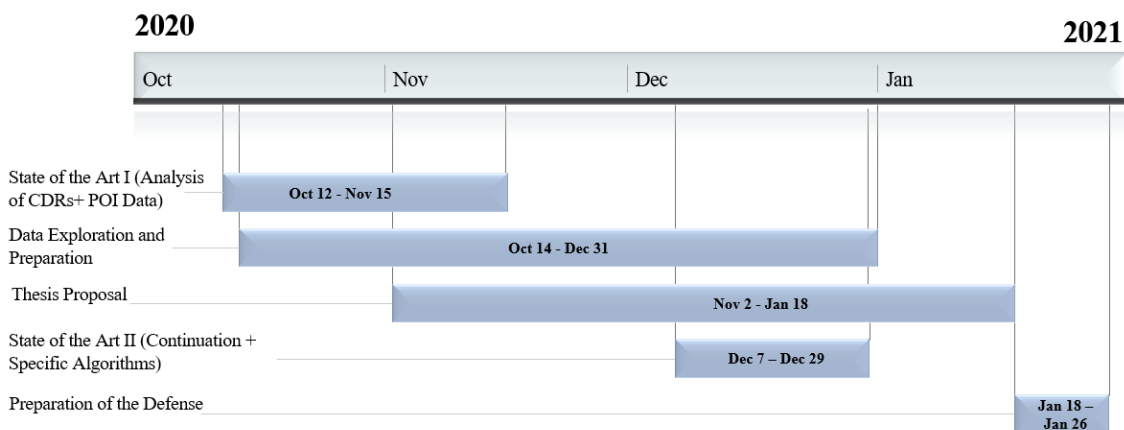 2020
2021
Oct
Nov
Dec
Jan
State of the Art I (Analysis
of CDRs+ POI Data)
Oct 12 - Nov 15
Data Exploration and
Preparation
Oct 14 - Dec 31
Thesis Proposal
Nov 2 - Jan 18
State of the Art II (Continuation +
Specific Algorithms)
Dec 7 – Dec 29
Preparation of the Defense
Jan 18 –
Jan 26